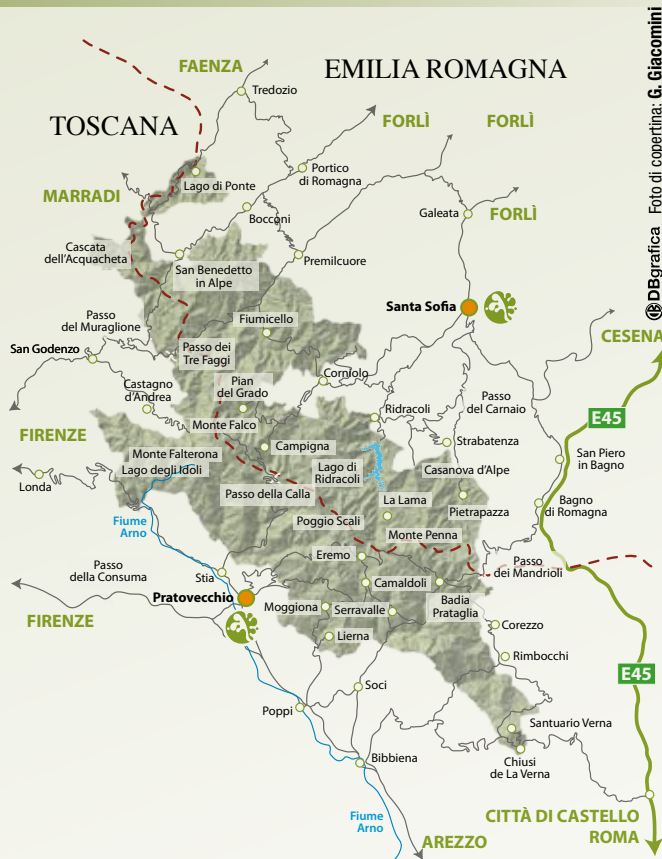 EMILIA ROMAGNA
FAENZA
Tredozio
TOSCANA
FORLÌ
FORLÌ
Portico
di Romagna
Lago di Ponte
MARRADI
Bocconi
Galeata
FORLÌ
Cascata
dell'Acquacheta
San Benedetto
in Alpe
Premilcuore
Santa Sofia
Passo
del Muraglione
Fiumicello
CESENA
San Godenzo
Passo dei
Tre Faggi
Castagno
d'Andrea
Pian
del Grado
Corniolo
Passo
del Carnaio
E45
Ridracoli
FIRENZE
Monte Falco
Campigna
Strabatenza
San Piero
in Bagno
Monte Falterona
Lago degli Idoli
Lago di
Ridracoli
Casanova d'Alpe
Londa
Passo della Calla
La Lama
Pietrapazza
Bagno
di Romagna
Fiume
Arno
Poggio Scali
Monte Penna
Eremo
Passo
dei Mandrioli
Passo
della Consuma
Stia
Camaldoli
Pratovecchio
Moggiona
Serravalle
Badia
Prataglia
FIRENZE
Lierna
Corezzo
Rimbocchi
E45
Soci
Poppi
Santuario Verna
Bibbiena
Chiusi
de La Verna
Fiume
Arno
CITTÀ DI CASTELLO
ROMA
AREZZO
DBgrafica Foto di copertina: G. Giacomini